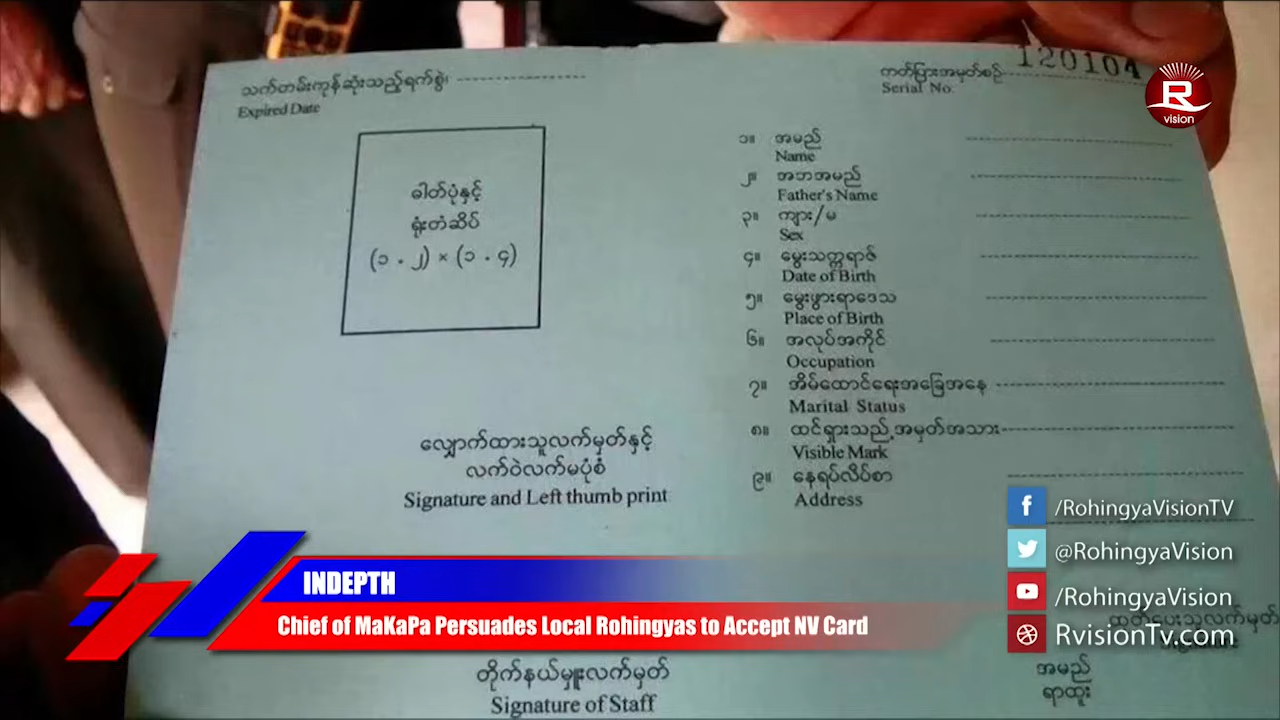 သက်တမ်းကုန်ဆုံးသည့်ရက်စွဲ၊
Expired Date
ကတ်ပြားအမှတ်စဉ်
120104
Serial No.
R
vision
ဓါတ်ပုံနှင့်
ရုံးတံဆိပ်
(၁.၂) × (၁.၄)
လျှောက်ထားသူလက်မှတ်နှင့်
လက်ဝဲလက်မပုံစံ
Signature and Left thumb print
၁။ အမည်
Name
၂။ အဘအမည်
Father's Name
၃။ ကျား/မ
Sex
၄။ မွေးသက္ကရာဇ်
Date of Birth
၅။ မွေးဖွားရာဒေသ
Place of Birth
၆။ အလုပ်အကိုင်
Occupation
၇။ အိမ်ထောင်ရေးအခြေအနေ
Marital Status
၈။ ထင်ရှားသည့်အမှတ်အသား
Visible Mark
၉။ နေရပ်လိပ်စာ
Address
/RohingyaVisionTV
@RohingyaVision
/RohingyaVision
RvisionTv.com
INDEPTH
Chief of MaKaPa Persuades Local Rohingyas to Accept NV Card
ထုတ်ပေးသူလက်မှတ်
တိုက်နယ်မှူးလက်မှတ်
Signature of Staff
အမည်
ရာထူး